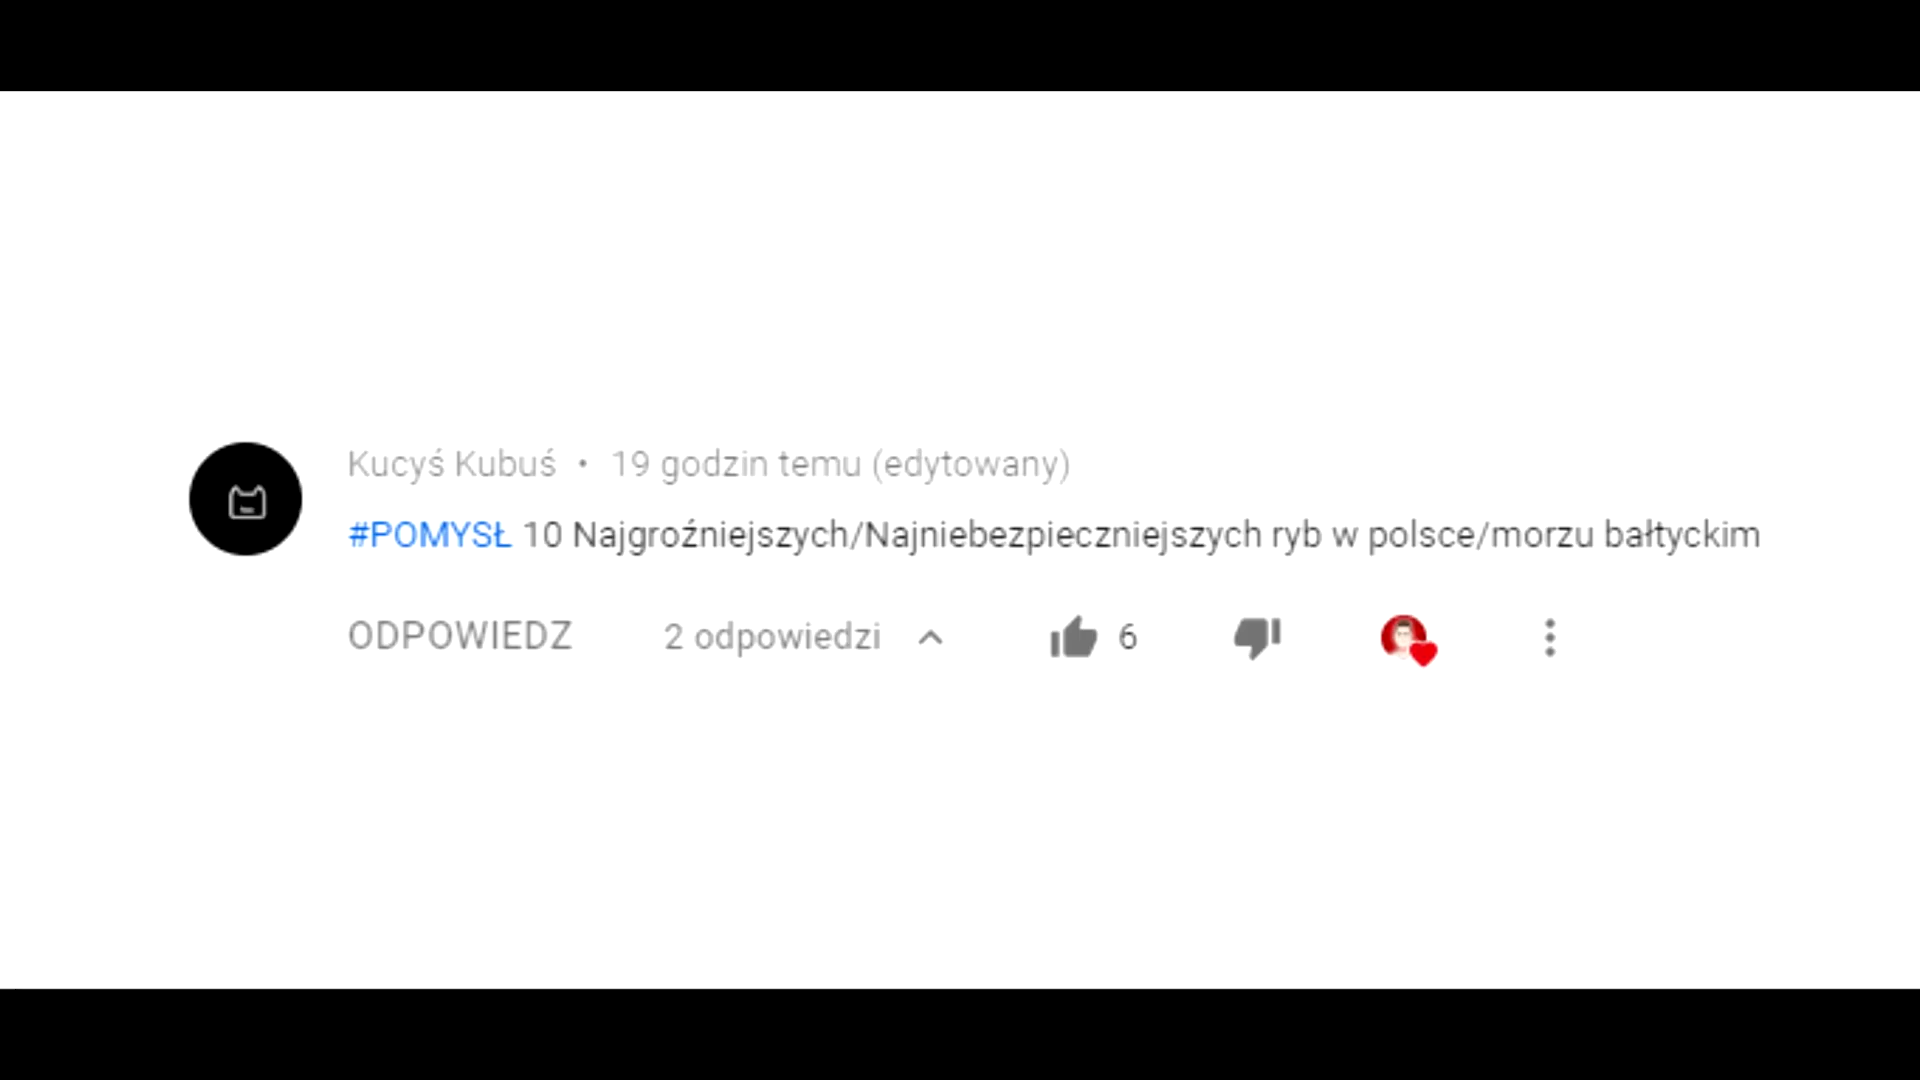 Kucyś Kubuś • 19 godzin temu (edytowany)
#POMYSŁ 10 Najgroźniejszych/Najniebezpieczniejszych ryb w polsce/morzu bałtyckim
ODPOWIEDZ 2 odpowiedzi 6